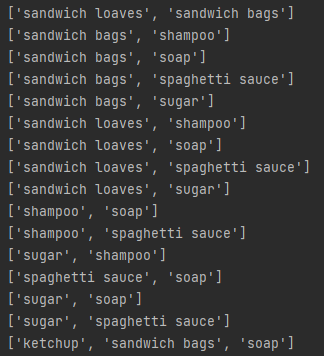 ['sandwich loaves', 'sandwich bags']
['sandwich bags', 'shampoo']
['sandwich bags', 'soap']
['sandwich bags', 'spaghetti sauce']
['sandwich bags', 'sugar']
['sandwich loaves', 'shampoo']
['sandwich loaves', 'soap']
['sandwich loaves', 'spaghetti sauce']
['sandwich loaves', 'sugar']
['shampoo', 'soap']
['shampoo', 'spaghetti sauce']
['sugar', 'shampoo']
['spaghetti sauce', 'soap']
['sugar', 'soap']
['sugar', 'spaghetti sauce']
['ketchup', 'sandwich bags', 'soap']